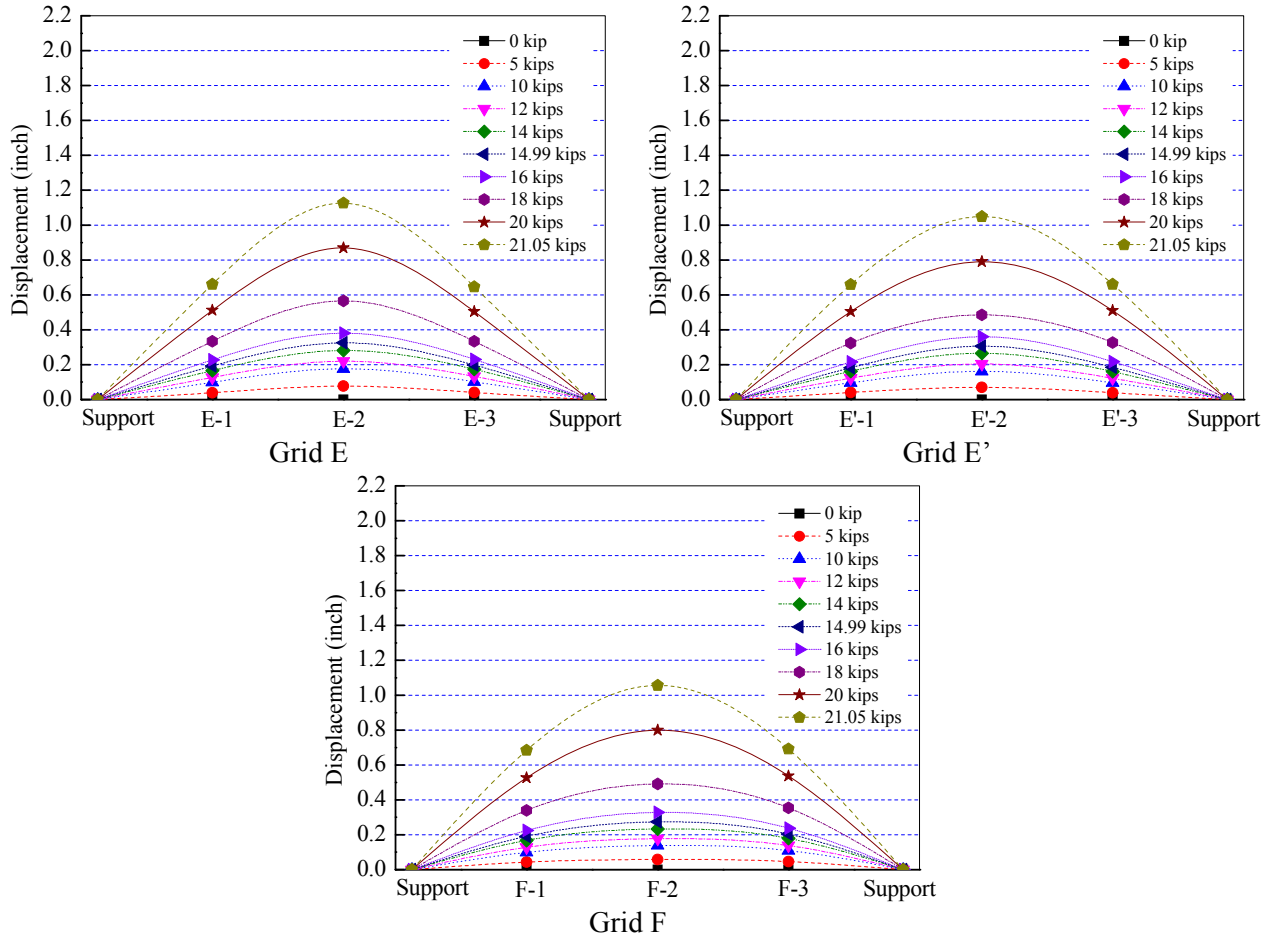 2.2
2.0
1.8
1.6
1.4
1.2
1.0
0.8
0.6
0.4
0.2
0.0
Displacement (inch)
0 kip
5 kips
10 kips
12 kips
14 kips
14.99 kips
16 kips
18 kips
20 kips
21.05 kips
Support E-1 E-2 E-3 Support
Grid E
2.2
2.0
1.8
1.6
1.4
1.2
1.0
0.8
0.6
0.4
0.2
0.0
Displacement (inch)
0 kip
5 kips
10 kips
12 kips
14 kips
14.99 kips
16 kips
18 kips
20 kips
21.05 kips
Support E'-1 E'-2 E'-3 Support
Grid E’
2.2
2.0
1.8
1.6
1.4
1.2
1.0
0.8
0.6
0.4
0.2
0.0
Displacement (inch)
0 kip
5 kips
10 kips
12 kips
14 kips
14.99 kips
16 kips
18 kips
20 kips
21.05 kips
Support F-1 F-2 F-3 Support
Grid F